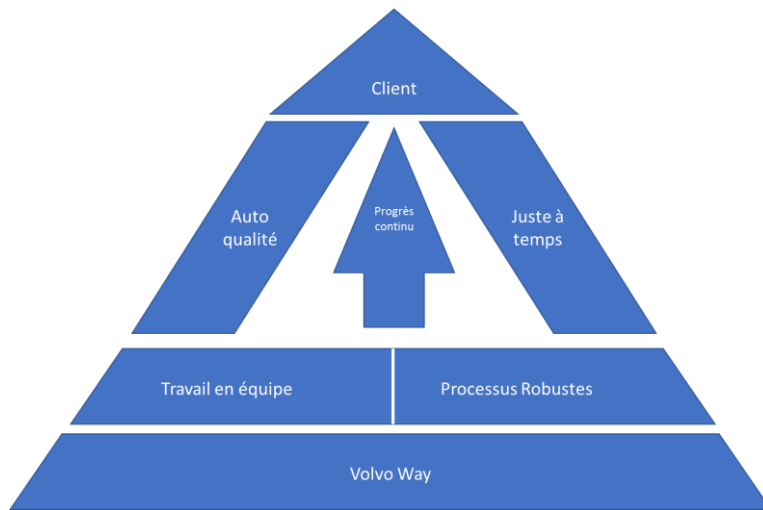 Client
Auto
qualité
Progrès
continu
Juste à
temps
Travail en équipe
Processus Robustes
Volvo Way